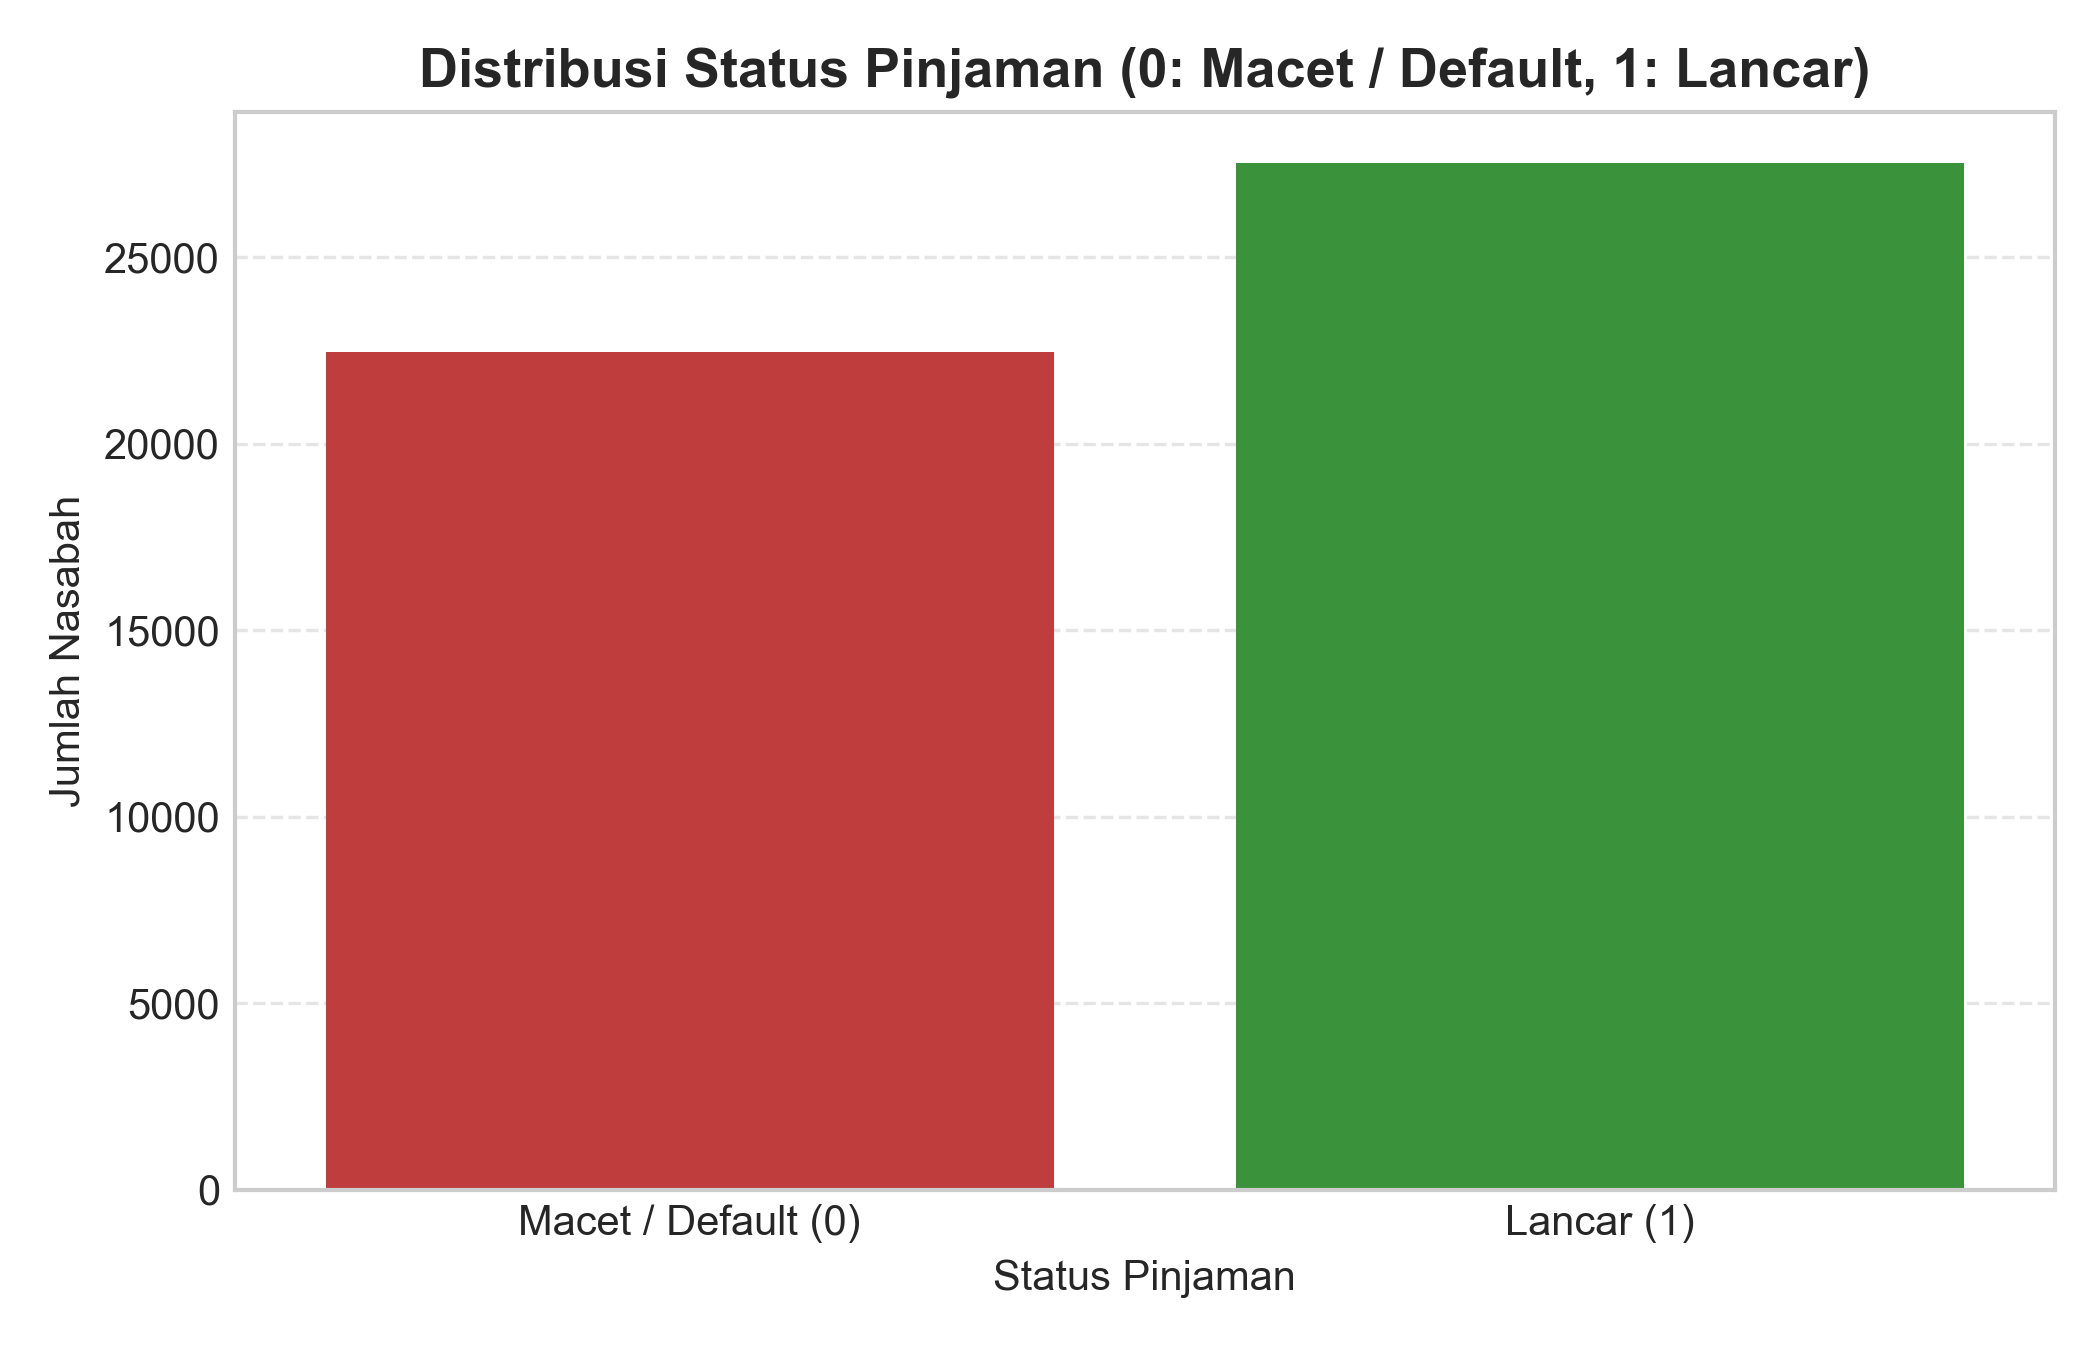 Distribusi Status Pinjaman (0: Macet / Default, 1: Lancar)
Jumlah Nasabah
25000
20000
15000
10000
5000
0
Macet / Default (0)
Lancar (1)
Status Pinjaman